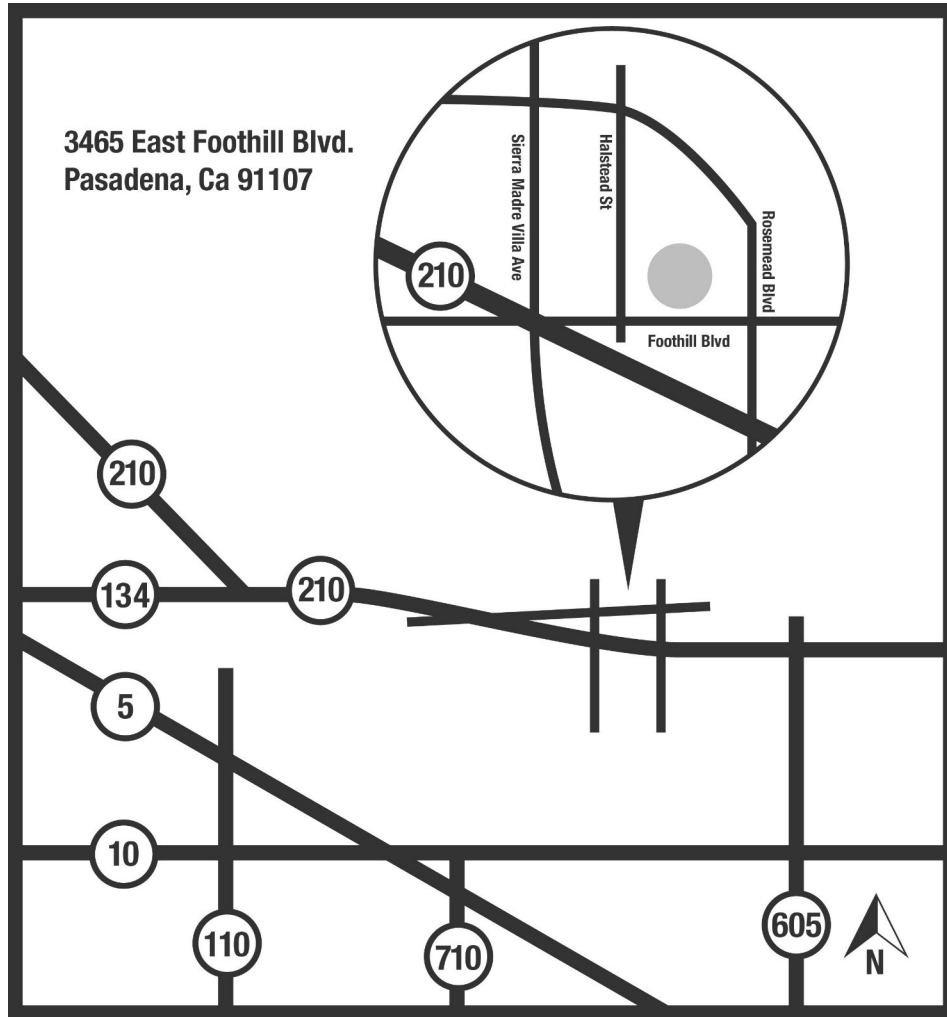 3465 East Foothill Blvd.
Pasadena, Ca 91107
Sierra Madre Villa Ave
Halstead St
Rosemead Blvd
210
Foothill Blvd
210
134
210
5
10
110
710
605
N